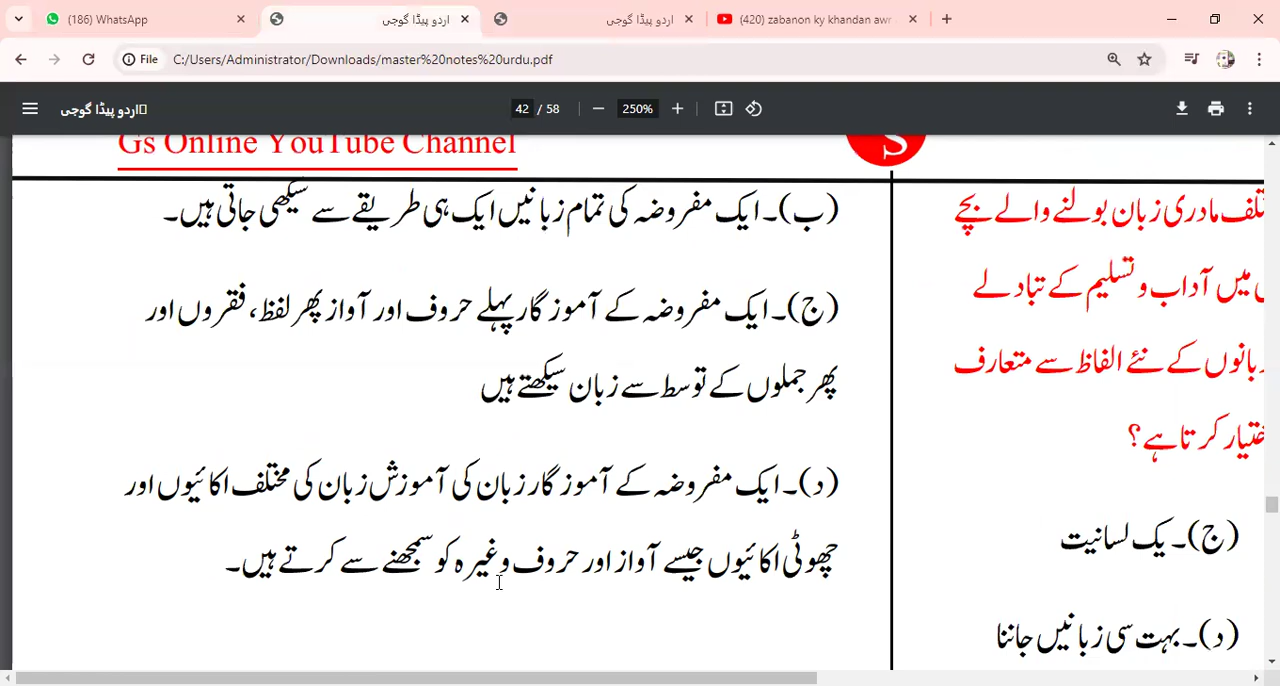 (186) WhatsApp
اردو پیڈا گوجی
اردو پیڈا گوجی
(420) zabanon ky khandan awr
File
C:/Users/Administrator/Downloads/master%20notes%20urdu.pdf
اردو پیڈا گوجی
42 / 58
250%
Gs Online YouTube Channel
S
تلف مادری زبان بولنے والے بچے
ں میں آداب و تسلیم کے تبادلے
زبانوں کے نئے الفاظ سے متعارف
ختیار کرتا ہے؟
(ج)۔ یک لسانیت
(د)۔ بہت سی زبانیں جاننا
(ب)۔ ایک مفروضہ کی تمام زبانیں ایک ہی طریقے سے سیکھی جاتی ہیں۔
(ج)۔ ایک مفروضہ کے آموز گار پہلے حروف اور آواز پھر لفظ، فقروں اور
پھر جملوں کے توسط سے زبان سیکھتے ہیں
(د)۔ ایک مفروضہ کے آموز گار زبان کی آموزش زبان کی مختلف اکائیوں اور
چھوٹی اکائیوں جیسے آواز اور حروف وغیرہ کو سمجھنے سے کرتے ہیں۔